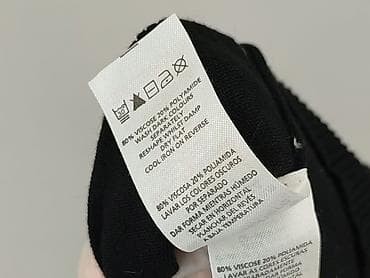 80% VISCOSE 20% POLYAMIDE
WASH DARK COLOURS
SEPARATELY
RESHAPE WHILST DAMP
DRY FLAT
COOL IRON ON REVERSE
80% VISCOSA 20% POLIAMIDA
LAVAR LOS COLORES OSCUROS
POR SEPARADO
DAR FORMA MIENTRAS HÚMEDO
SECAR EN HORIZONTAL
PLANCHAR DEL REVÉS
80% VISCOSE 20% POLIAMIDA
LAVAR AS CORES ESCURAS